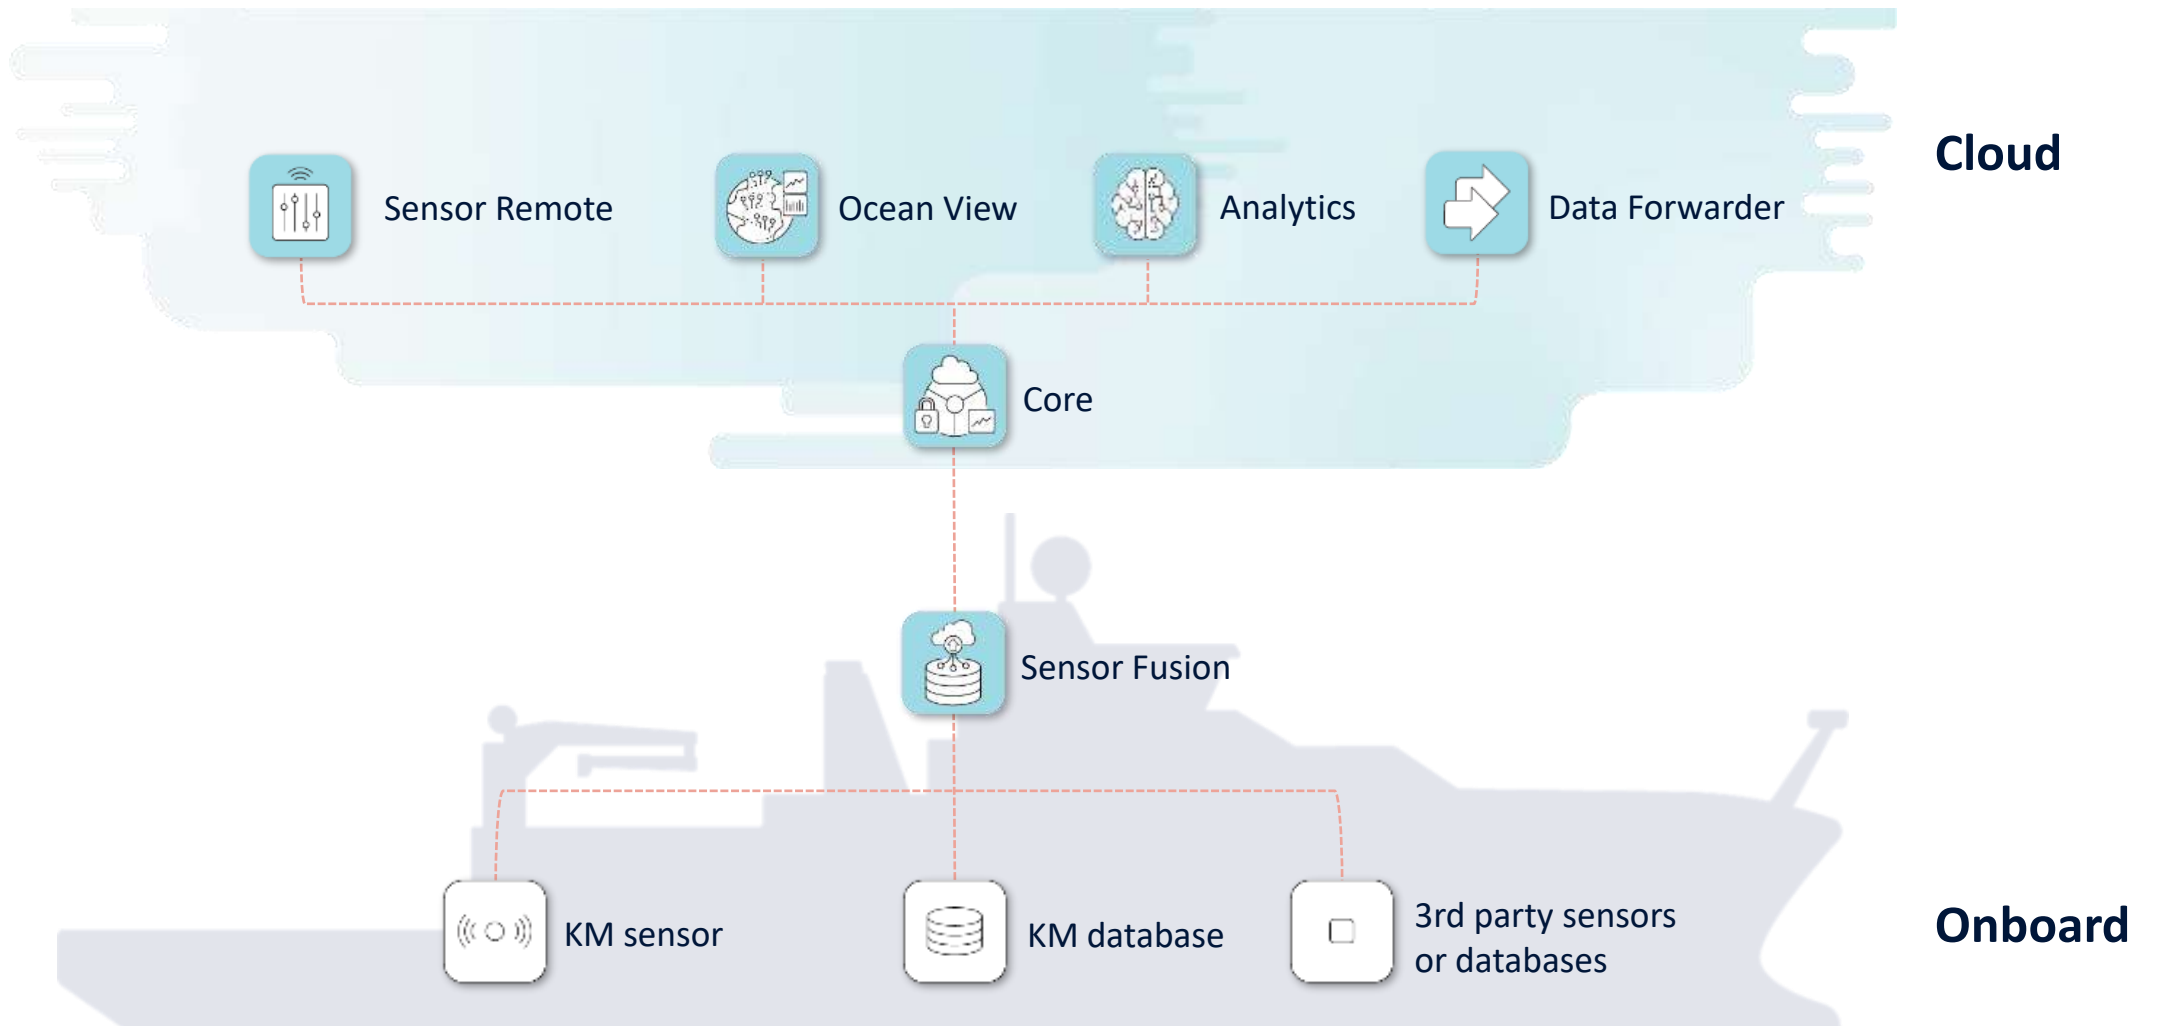 Cloud
Sensor Remote
Ocean View
Analytics
Data Forwarder
Core
Sensor Fusion
KM sensor
KM database
3rd party sensors
or databases
Onboard